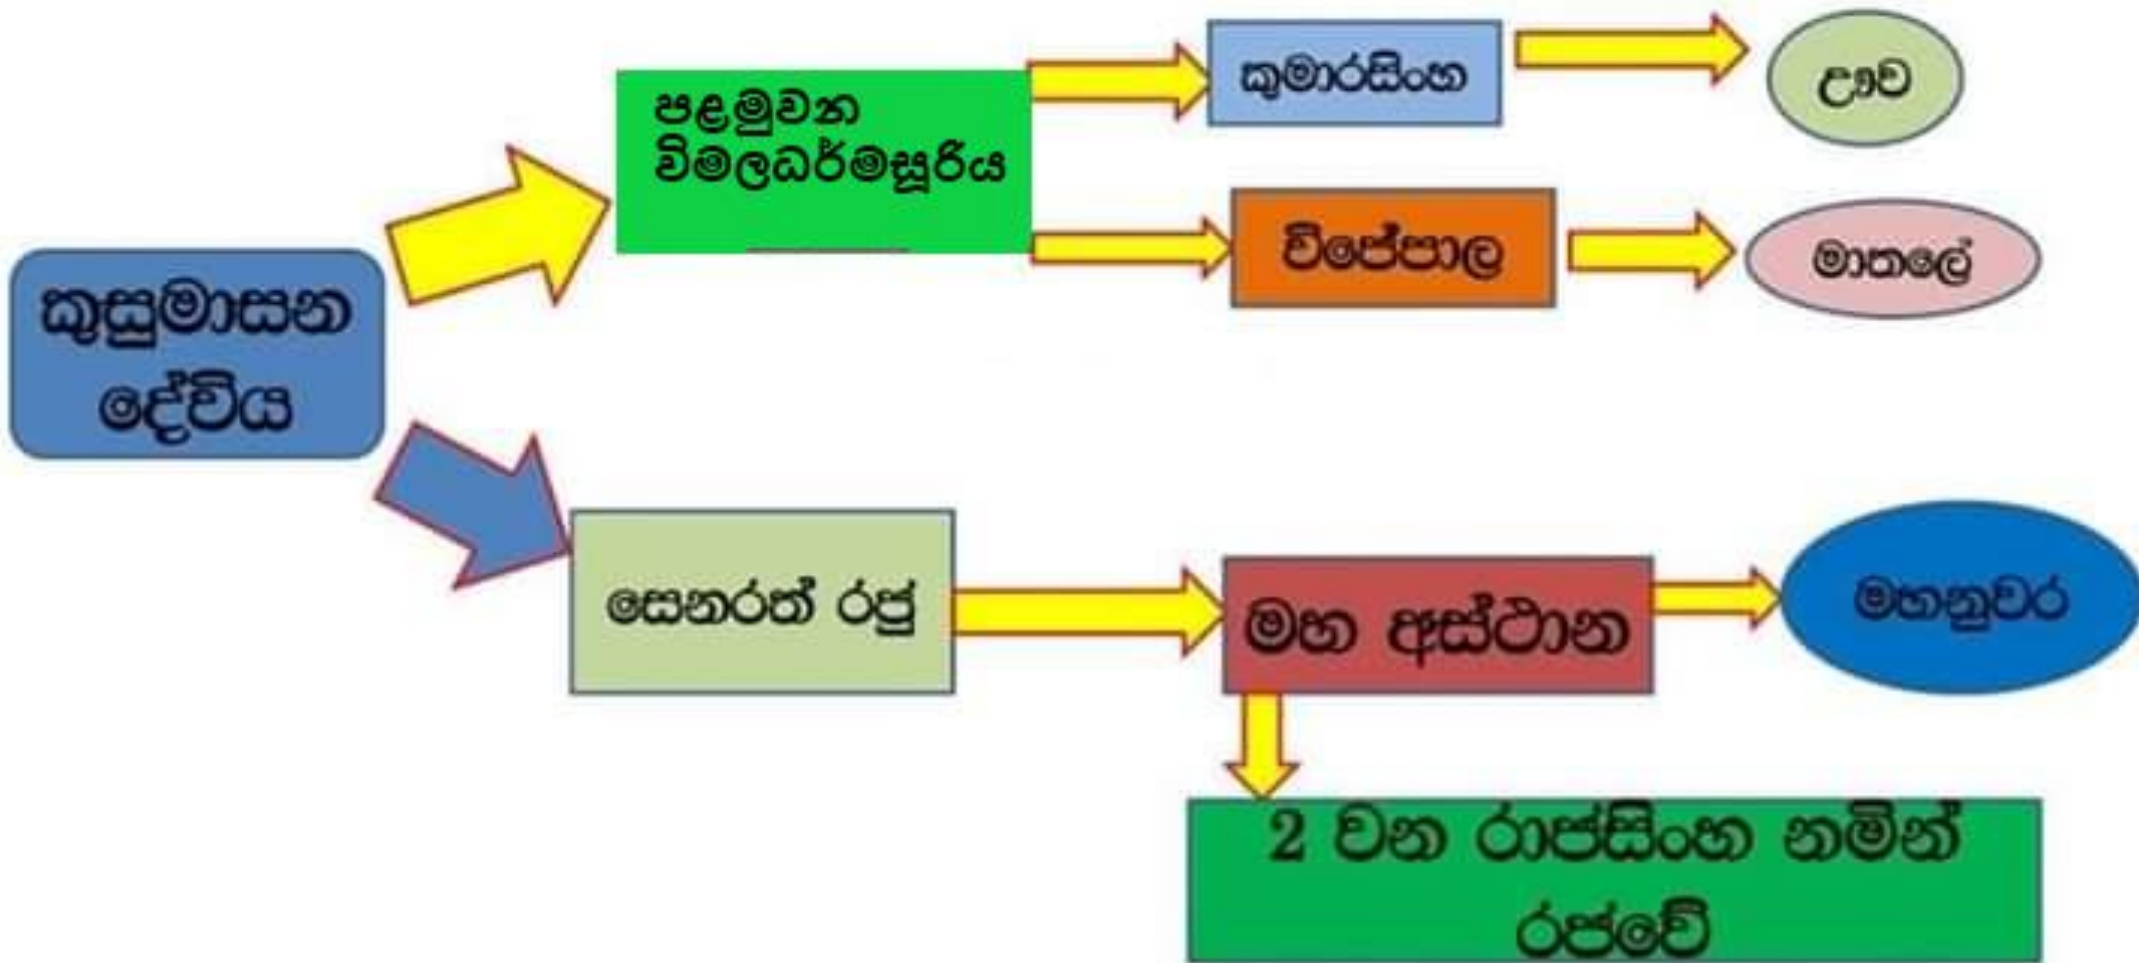 පළමුවන
විමලධර්මසූරිය
කුමාරසිංහ
ඌව
විජේපාල
මාතලේ
කුසුමාසන
දේවිය
සෙනරත් රජු
මහ අස්ථාන
මහනුවර
2 වන රාජසිංහ නමින්
රජවේ